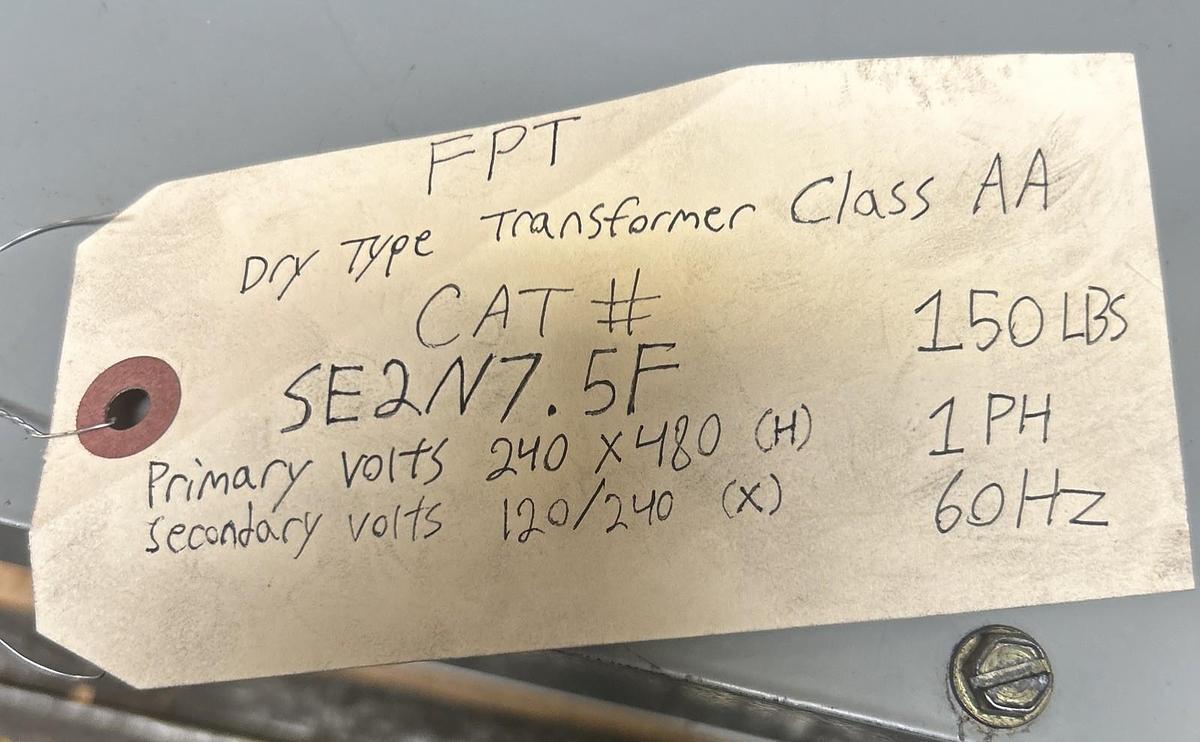 FPT
Dry Type Transformer Class AA
CAT #
150 LBS
SE2N7.5F
Primary volts 240 x 480 (H)
1 PH
secondary volts 120/240 (X)
60Hz